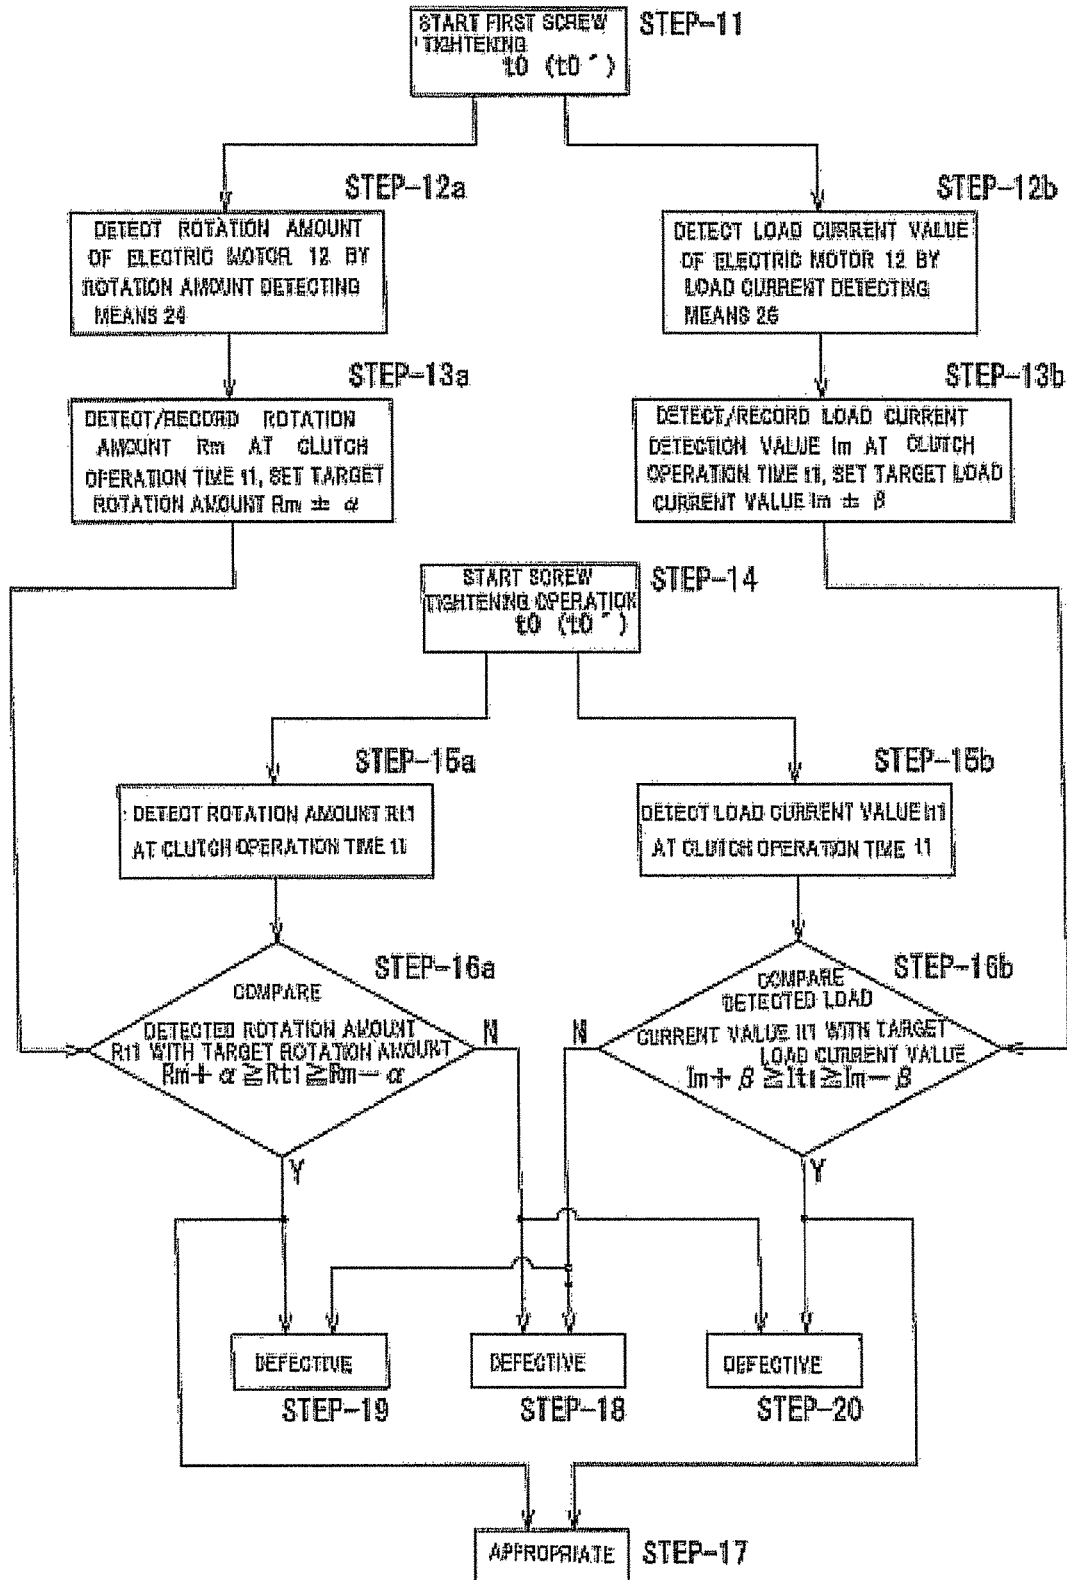 START FIRST SCREW
TIGHTENING
t0 (t0´)
STEP-11
STEP-12a
DETECT ROTATION AMOUNT
OF ELECTRIC MOTOR 12 BY
ROTATION AMOUNT DETECTING
MEANS 24
STEP-12b
DETECT LOAD CURRENT VALUE
OF ELECTRIC MOTOR 12 BY
LOAD CURRENT DETECTING
MEANS 26
STEP-13a
DETECT/RECORD ROTATION
AMOUNT Rm AT CLUTCH
OPERATION TIME t1, SET TARGET
ROTATION AMOUNT Rm ± α
STEP-13b
DETECT/RECORD LOAD CURRENT
DETECTION VALUE Im AT CLUTCH
OPERATION TIME t1, SET TARGET LOAD
CURRENT VALUE Im ± β
START SCREW
TIGHTENING OPERATION
t0 (t0´)
STEP-14
STEP-15a
DETECT ROTATION AMOUNT Rt1
AT CLUTCH OPERATION TIME t1
STEP-15b
DETECT LOAD CURRENT VALUE It1
AT CLUTCH OPERATION TIME t1
STEP-16a
COMPARE
DETECTED ROTATION AMOUNT
Rt1 WITH TARGET ROTATION AMOUNT
Rm+ α ≧Rt1≧Rm- α
N
Y
STEP-16b
COMPARE
DETECTED LOAD
CURRENT VALUE It1 WITH TARGET
LOAD CURRENT VALUE
Im+ β ≧It1≧Im- β
N
Y
DEFECTIVE
STEP-19
DEFECTIVE
STEP-18
DEFECTIVE
STEP-20
APPROPRIATE
STEP-17